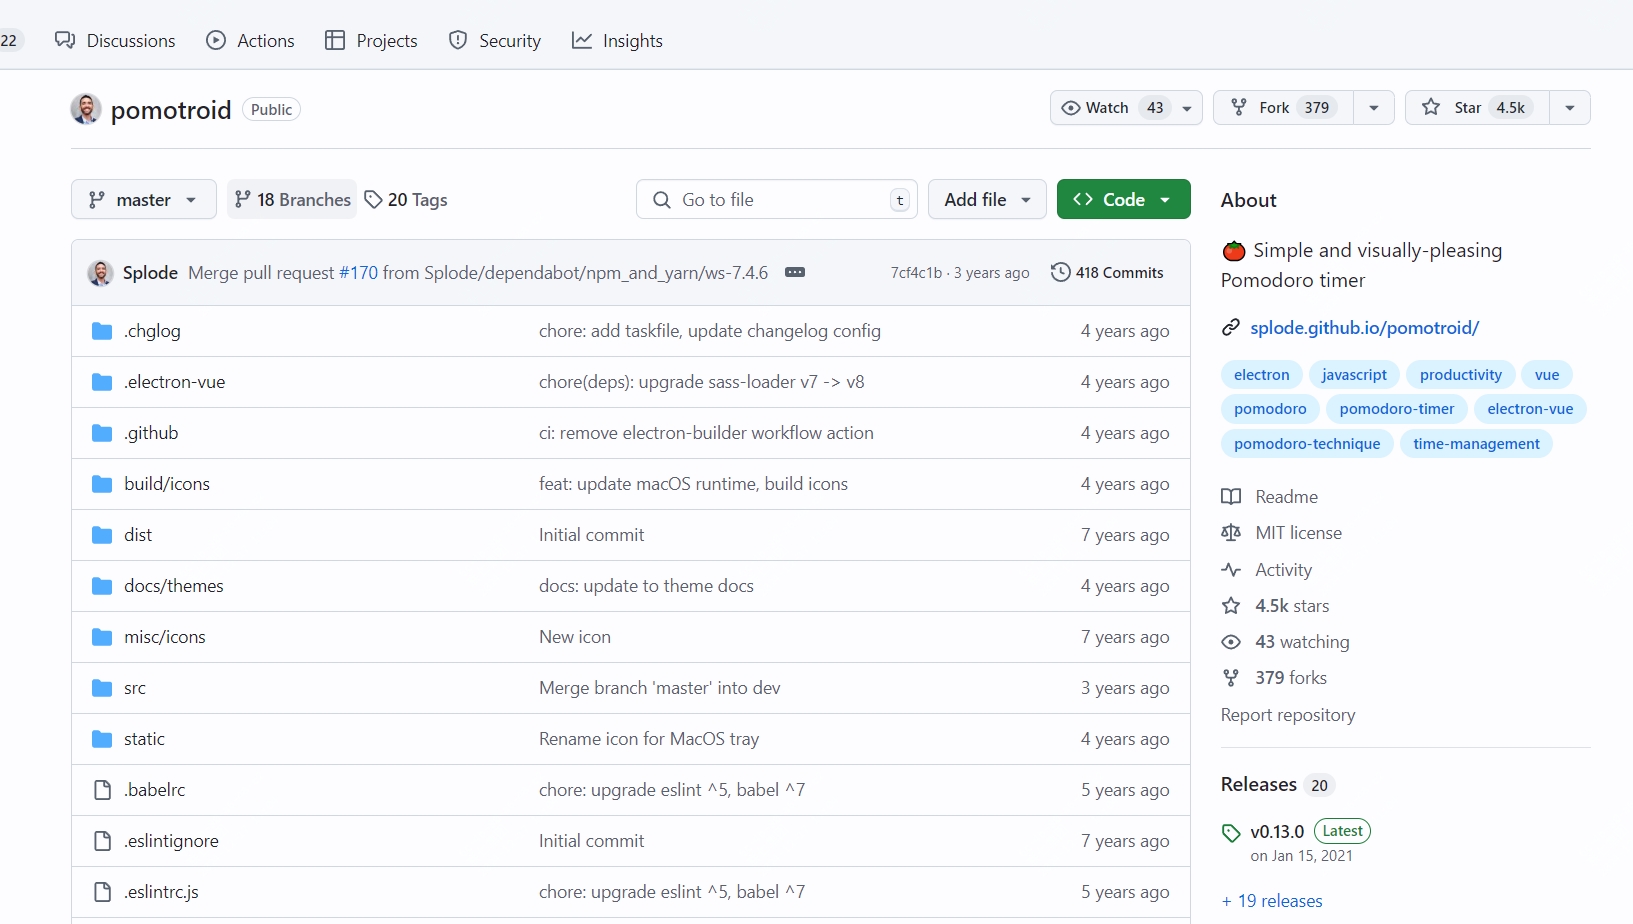 22 Discussions Actions Projects Security Insights
pomotroid Public Watch 43 Fork 379 Star 4.5k
master 18 Branches 20 Tags Go to file t Add file Code
Splode Merge pull request #170 from Splode/dependabot/npm_and_yarn/ws-7.4.6 7cf4c1b · 3 years ago 418 Commits
.chglog chore: add taskfile, update changelog config 4 years ago
.electron-vue chore(deps): upgrade sass-loader v7 -> v8 4 years ago
.github ci: remove electron-builder workflow action 4 years ago
build/icons feat: update macOS runtime, build icons 4 years ago
dist Initial commit 7 years ago
docs/themes docs: update to theme docs 4 years ago
misc/icons New icon 7 years ago
src Merge branch 'master' into dev 3 years ago
static Rename icon for MacOS tray 4 years ago
.babelrc chore: upgrade eslint ^5, babel ^7 5 years ago
.eslintignore Initial commit 7 years ago
.eslintrc.js chore: upgrade eslint ^5, babel ^7 5 years ago
About
Simple and visually-pleasing
Pomodoro timer
splode.github.io/pomotroid/
electron javascript productivity vue
pomodoro pomodoro-timer electron-vue
pomodoro-technique time-management
Readme
MIT license
Activity
4.5k stars
43 watching
379 forks
Report repository
Releases 20
v0.13.0 Latest
on Jan 15, 2021
+ 19 releases